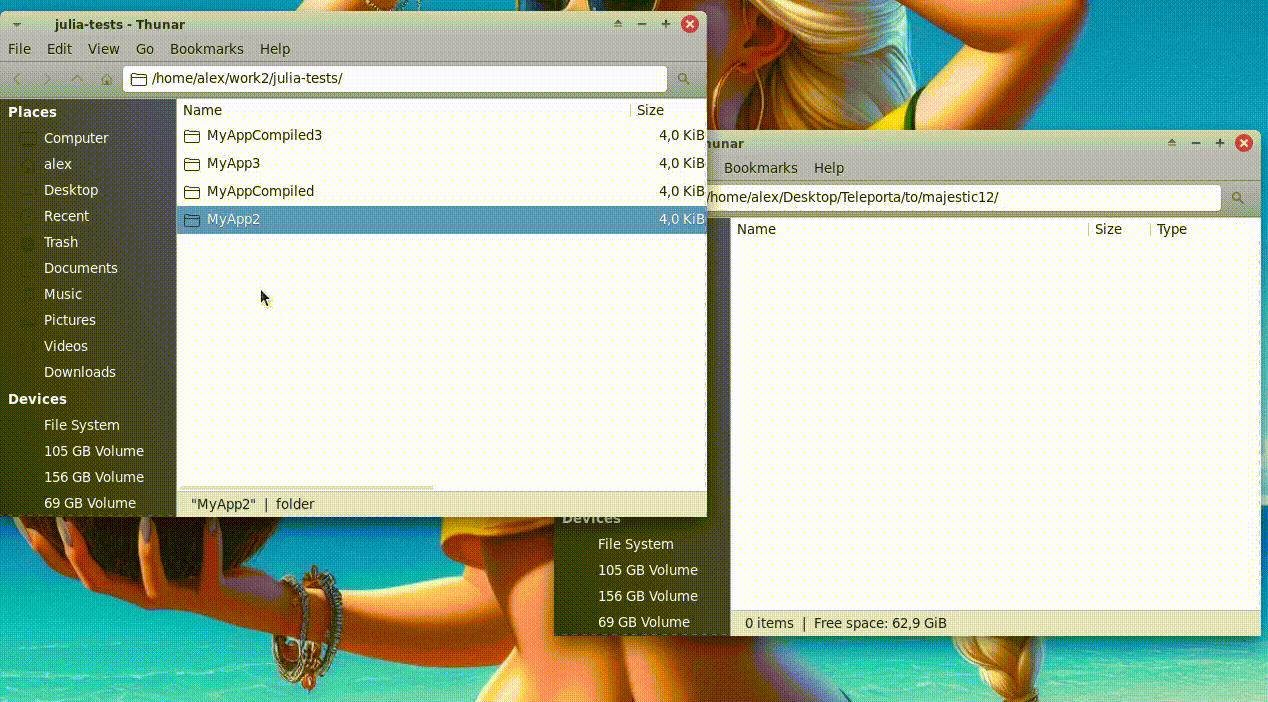 julia-tests - Thunar
File Edit View Go Bookmarks Help
/home/alex/work2/julia-tests/
Places
Computer
alex
Desktop
Recent
Trash
Documents
Music
Pictures
Videos
Downloads
Devices
File System
105 GB Volume
156 GB Volume
69 GB Volume
Name Size
MyAppCompiled3 4,0 KiB
MyApp3 4,0 KiB
MyAppCompiled 4,0 KiB
MyApp2 4,0 KiB
"MyApp2" | folder
hunar
Bookmarks Help
/home/alex/Desktop/Teleporta/to/majestic12/
Name Size Type
Devices
File System
105 GB Volume
156 GB Volume
69 GB Volume
0 items | Free space: 62,9 GiB